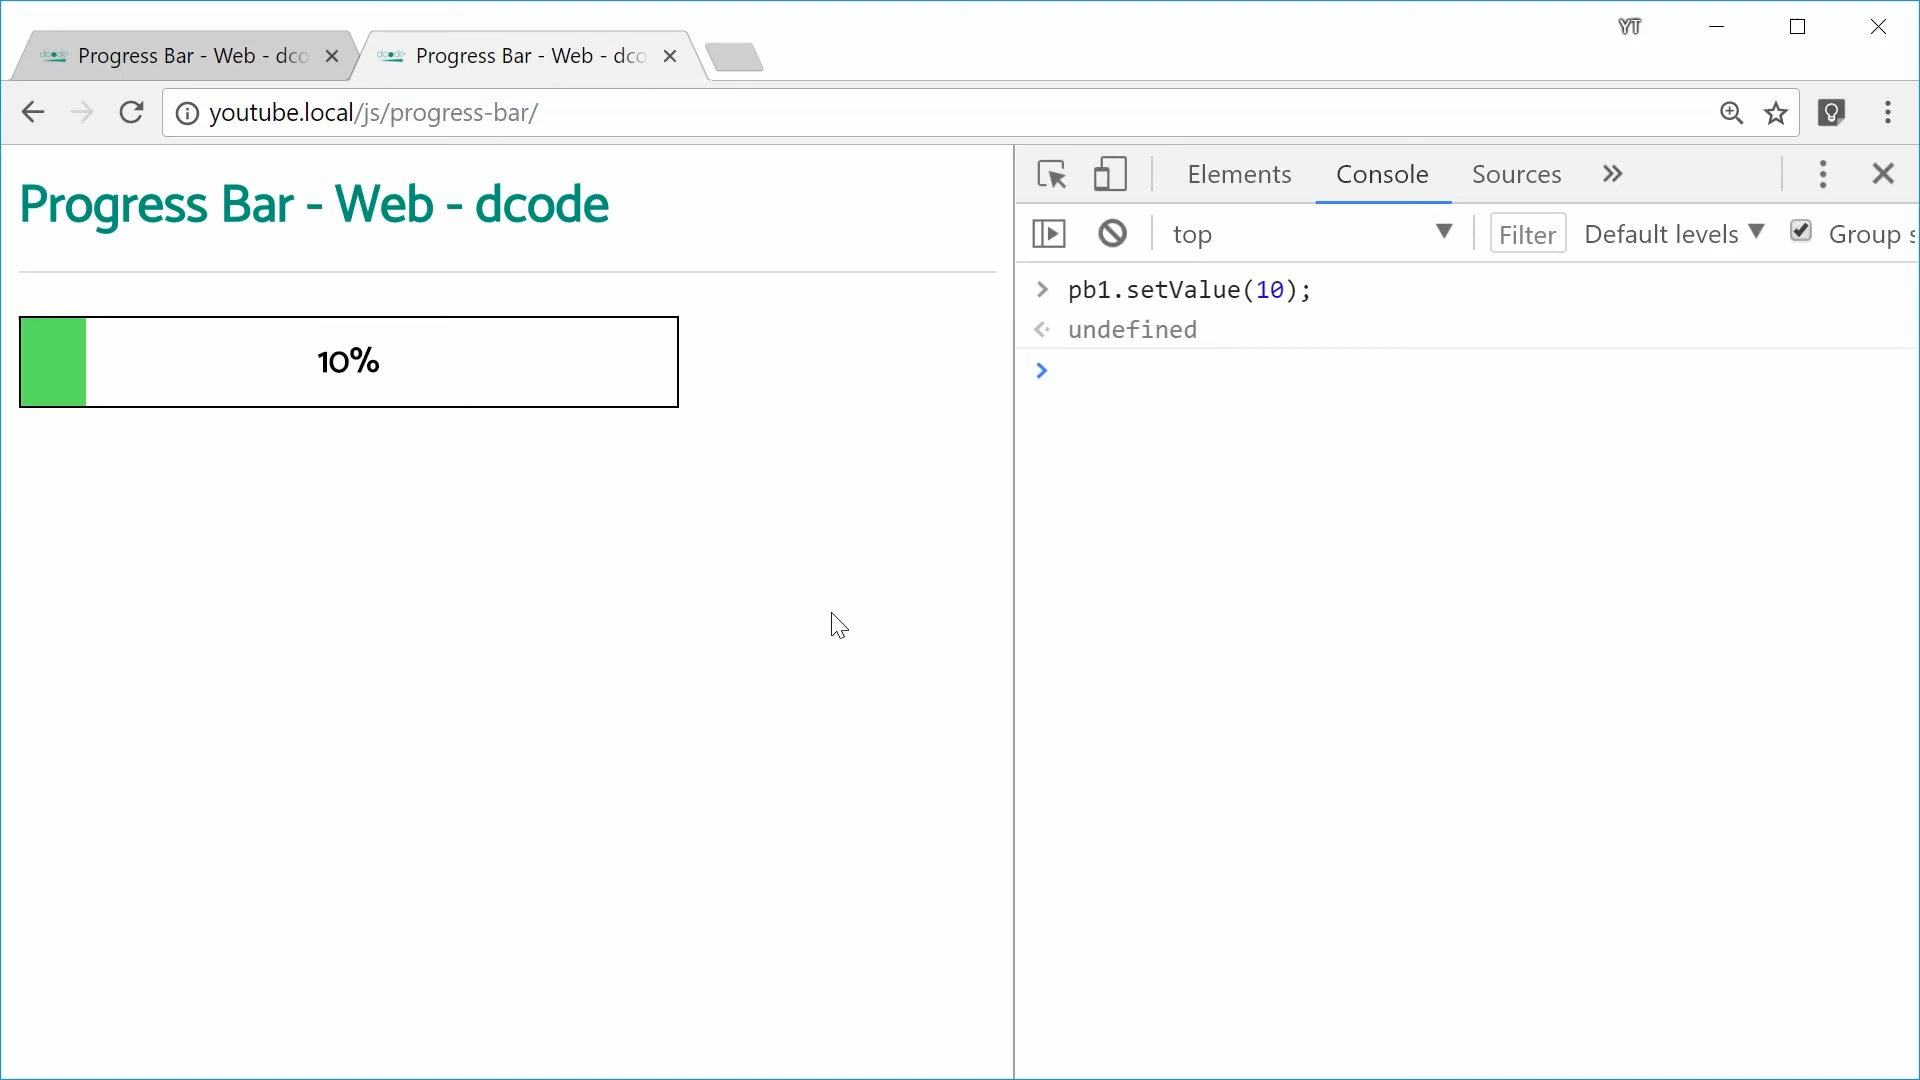 YT
Progress Bar - Web - dco
Progress Bar - Web - dco
youtube.local/js/progress-bar/
Progress Bar - Web - dcode
10%
Elements Console Sources
top Filter Default levels Group s
pb1.setValue(10);
undefined